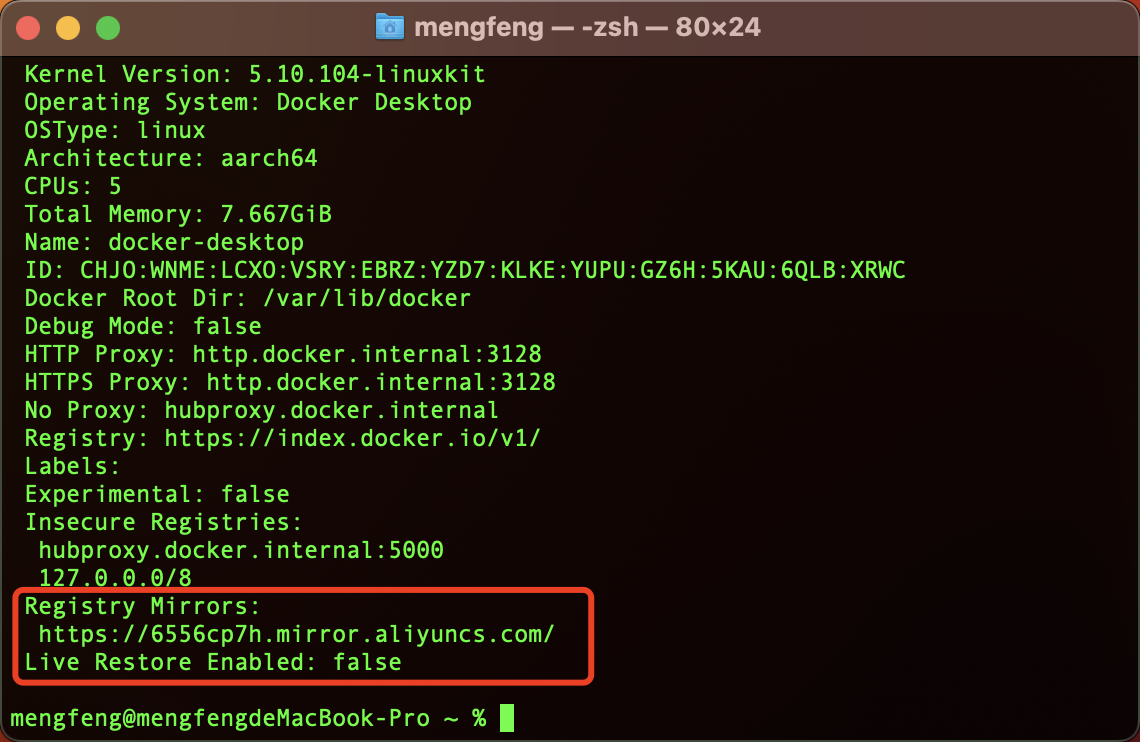 mengfeng — -zsh — 80×24
Kernel Version: 5.10.104-linuxkit
Operating System: Docker Desktop
OSType: linux
Architecture: aarch64
CPUs: 5
Total Memory: 7.667GiB
Name: docker-desktop
ID: CHJO:WNME:LCXO:VSRY:EBRZ:YZD7:KLKE:YUPU:GZ6H:5KAU:6QLB:XRWC
Docker Root Dir: /var/lib/docker
Debug Mode: false
HTTP Proxy: http.docker.internal:3128
HTTPS Proxy: http.docker.internal:3128
No Proxy: hubproxy.docker.internal
Registry: https://index.docker.io/v1/
Labels:
Experimental: false
Insecure Registries:
hubproxy.docker.internal:5000
127.0.0.0/8
Registry Mirrors:
https://6556cp7h.mirror.aliyuncs.com/
Live Restore Enabled: false
mengfeng@mengfengdeMacBook-Pro ~ %